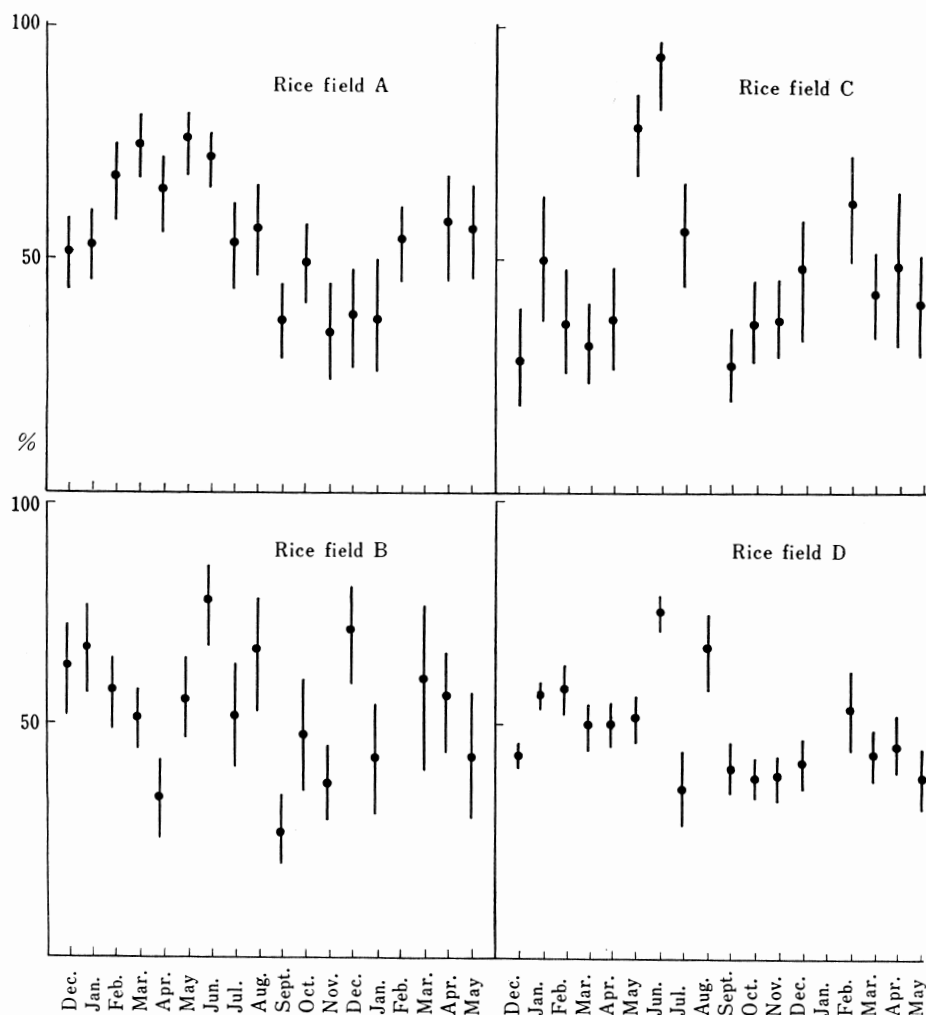 100
Rice field A
Rice field C
50
%
100
Rice field B
Rice field D
50
Dec.
Jan.
Feb.
Mar.
Apr.
May
Jun.
Jul.
Aug.
Sept.
Oct.
Nov.
Dec.
Jan.
Feb.
Mar.
Apr.
May
Dec.
Jan.
Feb.
Mar.
Apr.
May
Jun.
Jul.
Aug.
Sept.
Oct.
Nov.
Dec.
Jan.
Feb.
Mar.
Apr.
May